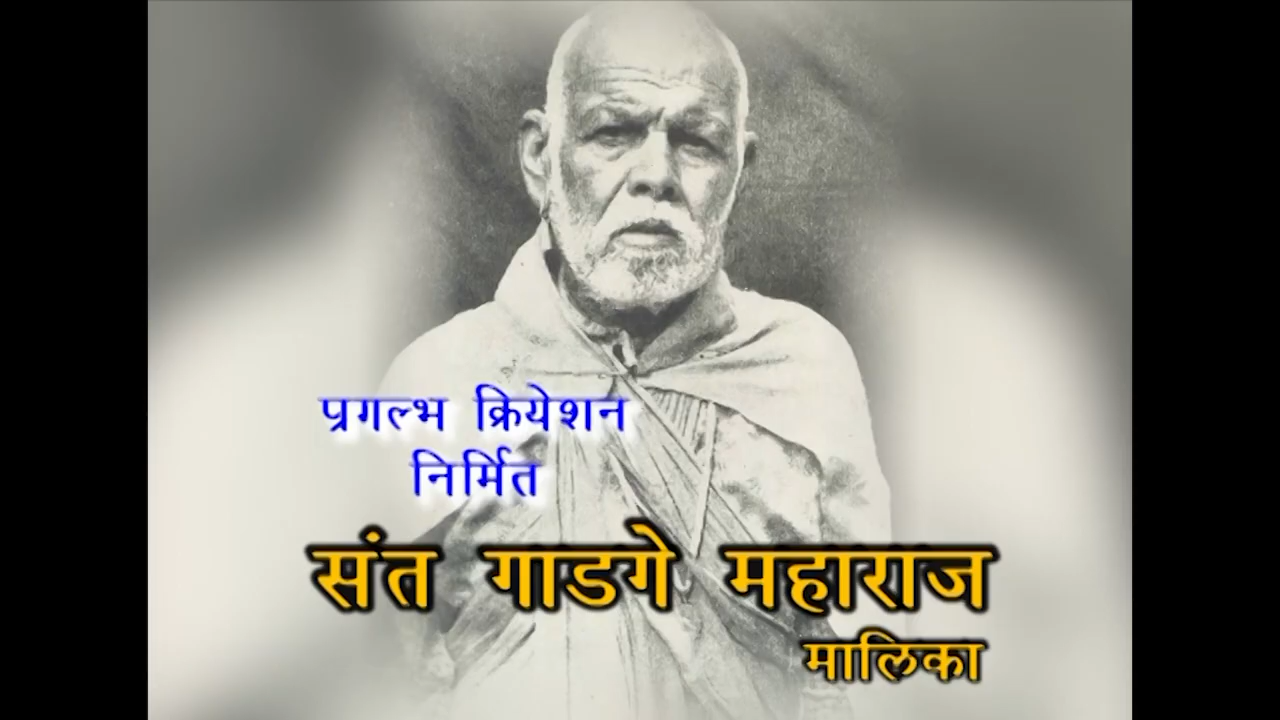 प्रगल्भ क्रियेशन
निर्मित
संत गाडगे महाराज
मालिका